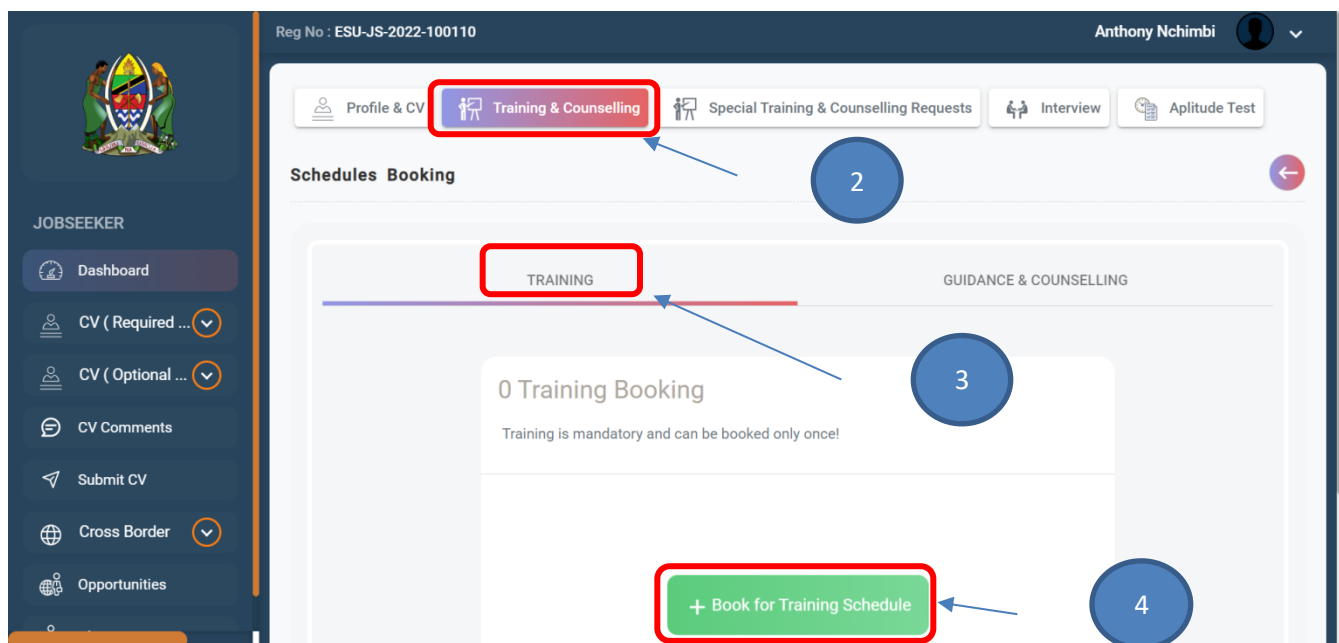 Reg No : ESU-JS-2022-100110
Anthony Nchimbi
Profile & CV
Training & Counselling
Special Training & Counselling Requests
Interview
Aplitude Test
2
Schedules Booking
JOBSEEKER
Dashboard
CV ( Required ...
CV ( Optional ...
CV Comments
Submit CV
Cross Border
Opportunities
TRAINING
GUIDANCE & COUNSELLING
3
0 Training Booking
Training is mandatory and can be booked only once!
+ Book for Training Schedule
4